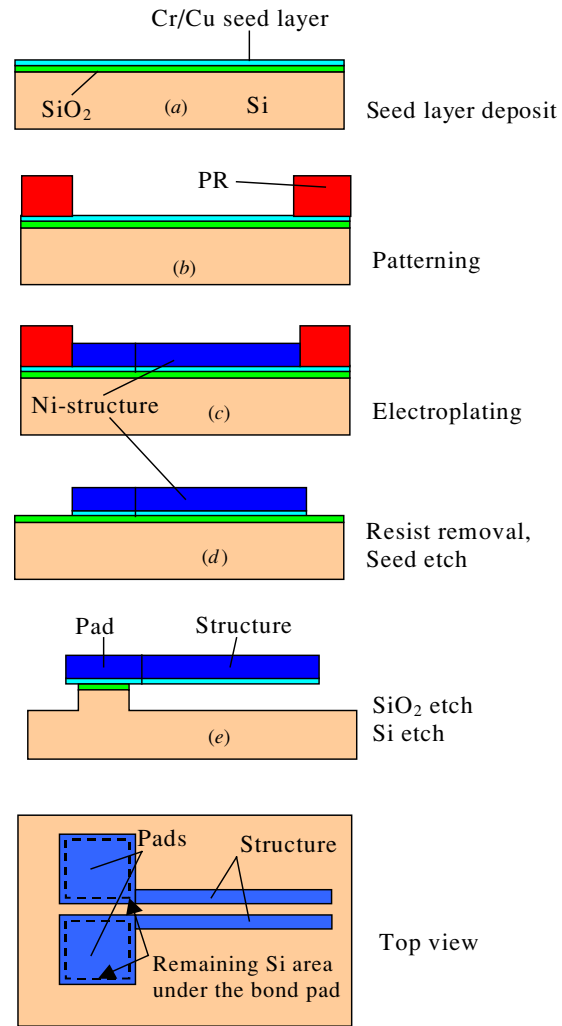 Cr/Cu seed layer
SiO₂
(a)
Si
Seed layer deposit
PR
(b)
Patterning
Ni-structure
(c)
Electroplating
(d)
Resist removal,
Seed etch
Pad
Structure
(e)
SiO₂ etch
Si etch
Pads
Structure
Remaining Si area
under the bond pad
Top view